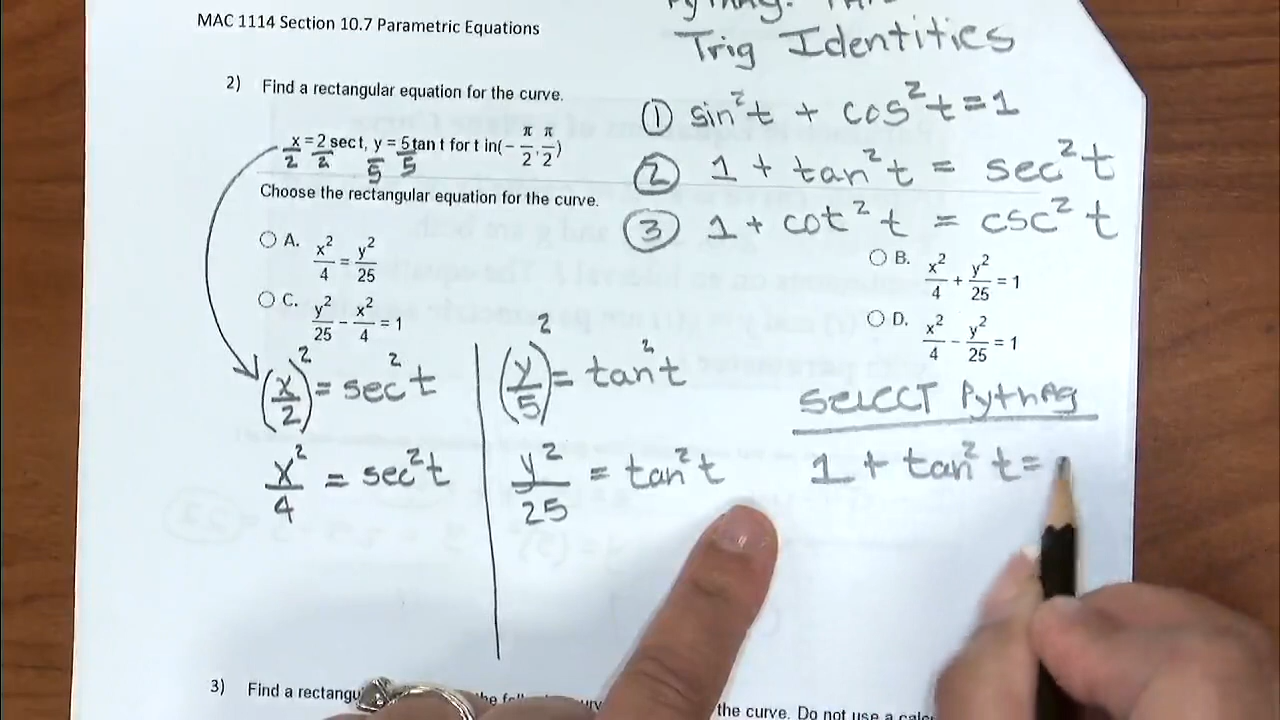 MAC 1114 Section 10.7 Parametric Equations
Trig Identities
2) Find a rectangular equation for the curve.
① sin²t + cos²t = 1
x = 2 sec t, y = 5 tan t for t in (-π/2, π/2)
2 2 5 5
② 1 + tan²t = sec²t
Choose the rectangular equation for the curve.
③ 1 + cot²t = csc²t
A. x²/4 = y²/25
B. x²/4 + y²/25 = 1
C. y²/25 - x²/4 = 1
D. x²/4 - y²/25 = 1
(x/2)² = sec²t
(y/5)² = tan²t
SELECT Pythag
x²/4 = sec²t
y²/25 = tan²t
1 + tan²t =
3) Find a
the curve. Do not use a